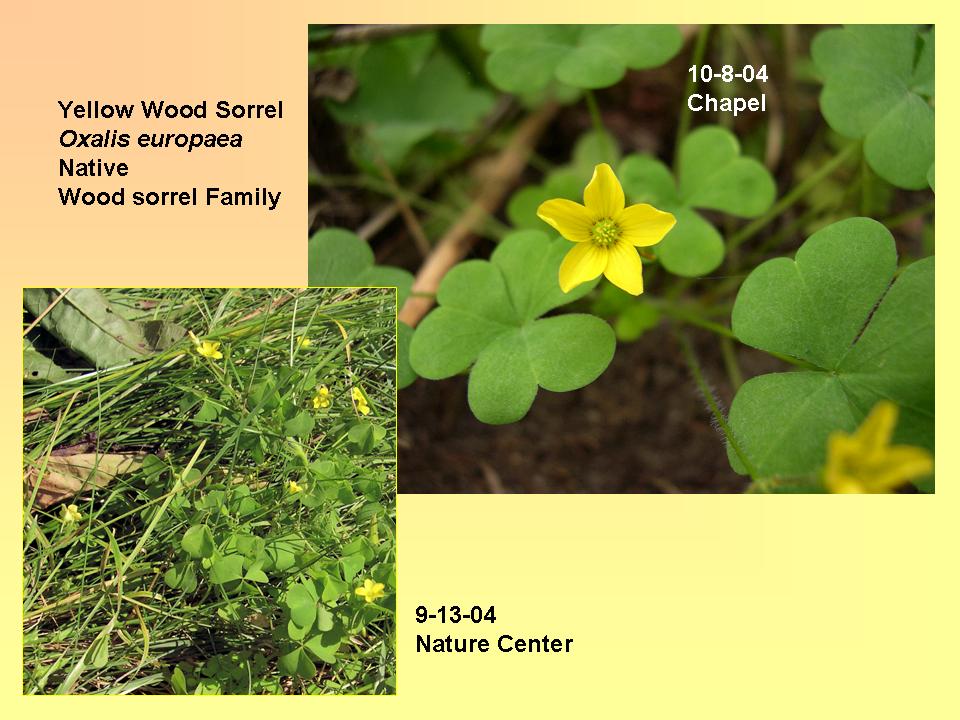 Yellow Wood Sorrel
Oxalis europaea
Native
Wood sorrel Family
10-8-04
Chapel
9-13-04
Nature Center